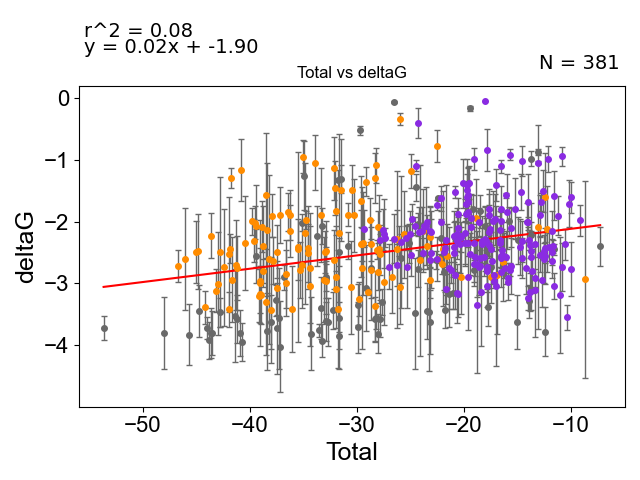 r^2 = 0.08
y = 0.02x + -1.90
N = 381
Total vs deltaG
0
−1
−2
−3
−4
deltaG
−50
−40
−30
−20
−10
Total